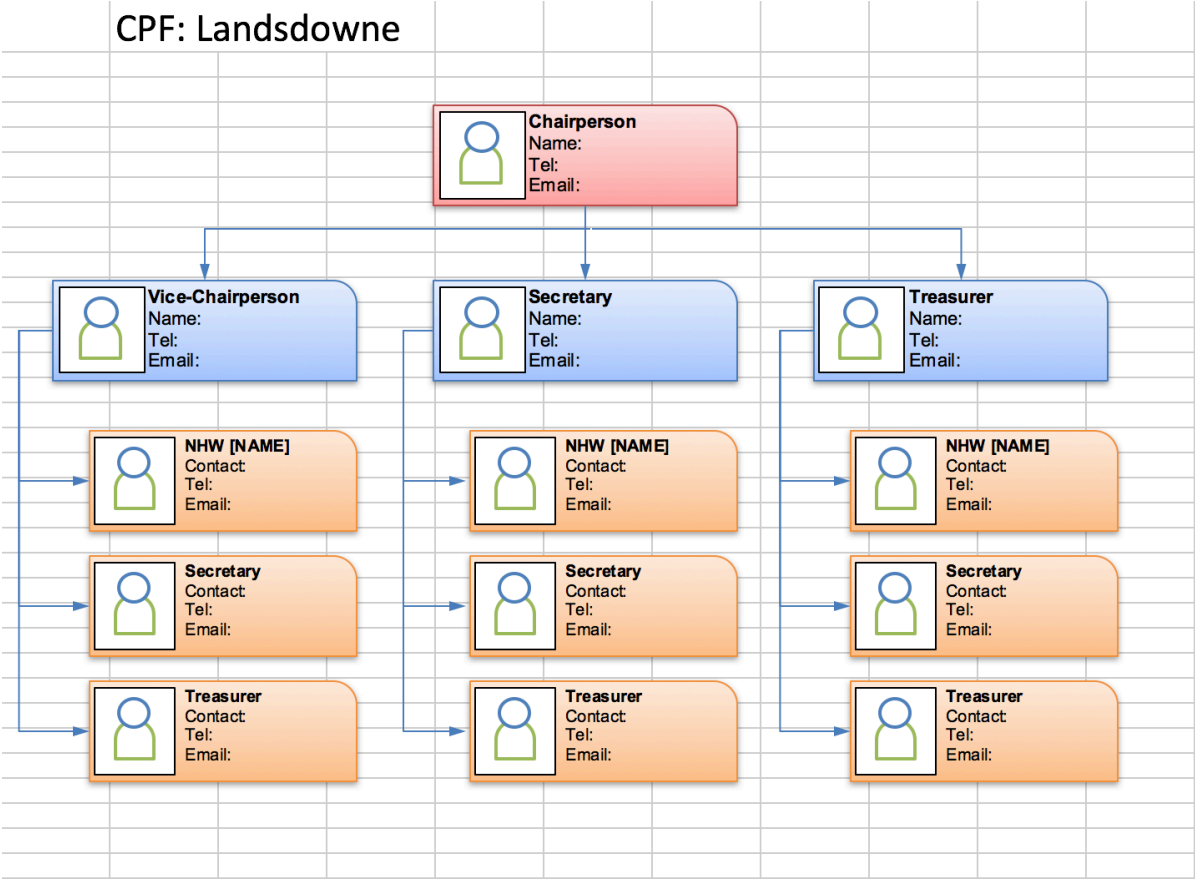 CPF: Landsdowne
Chairperson
Name:
Tel:
Email:
Vice-Chairperson
Name:
Tel:
Email:
Secretary
Name:
Tel:
Email:
Treasurer
Name:
Tel:
Email:
NHW [NAME]
Contact:
Tel:
Email:
NHW [NAME]
Contact:
Tel:
Email:
NHW [NAME]
Contact:
Tel:
Email:
Secretary
Contact:
Tel:
Email:
Secretary
Contact:
Tel:
Email:
Secretary
Contact:
Tel:
Email:
Treasurer
Contact:
Tel:
Email:
Treasurer
Contact:
Tel:
Email:
Treasurer
Contact:
Tel:
Email: